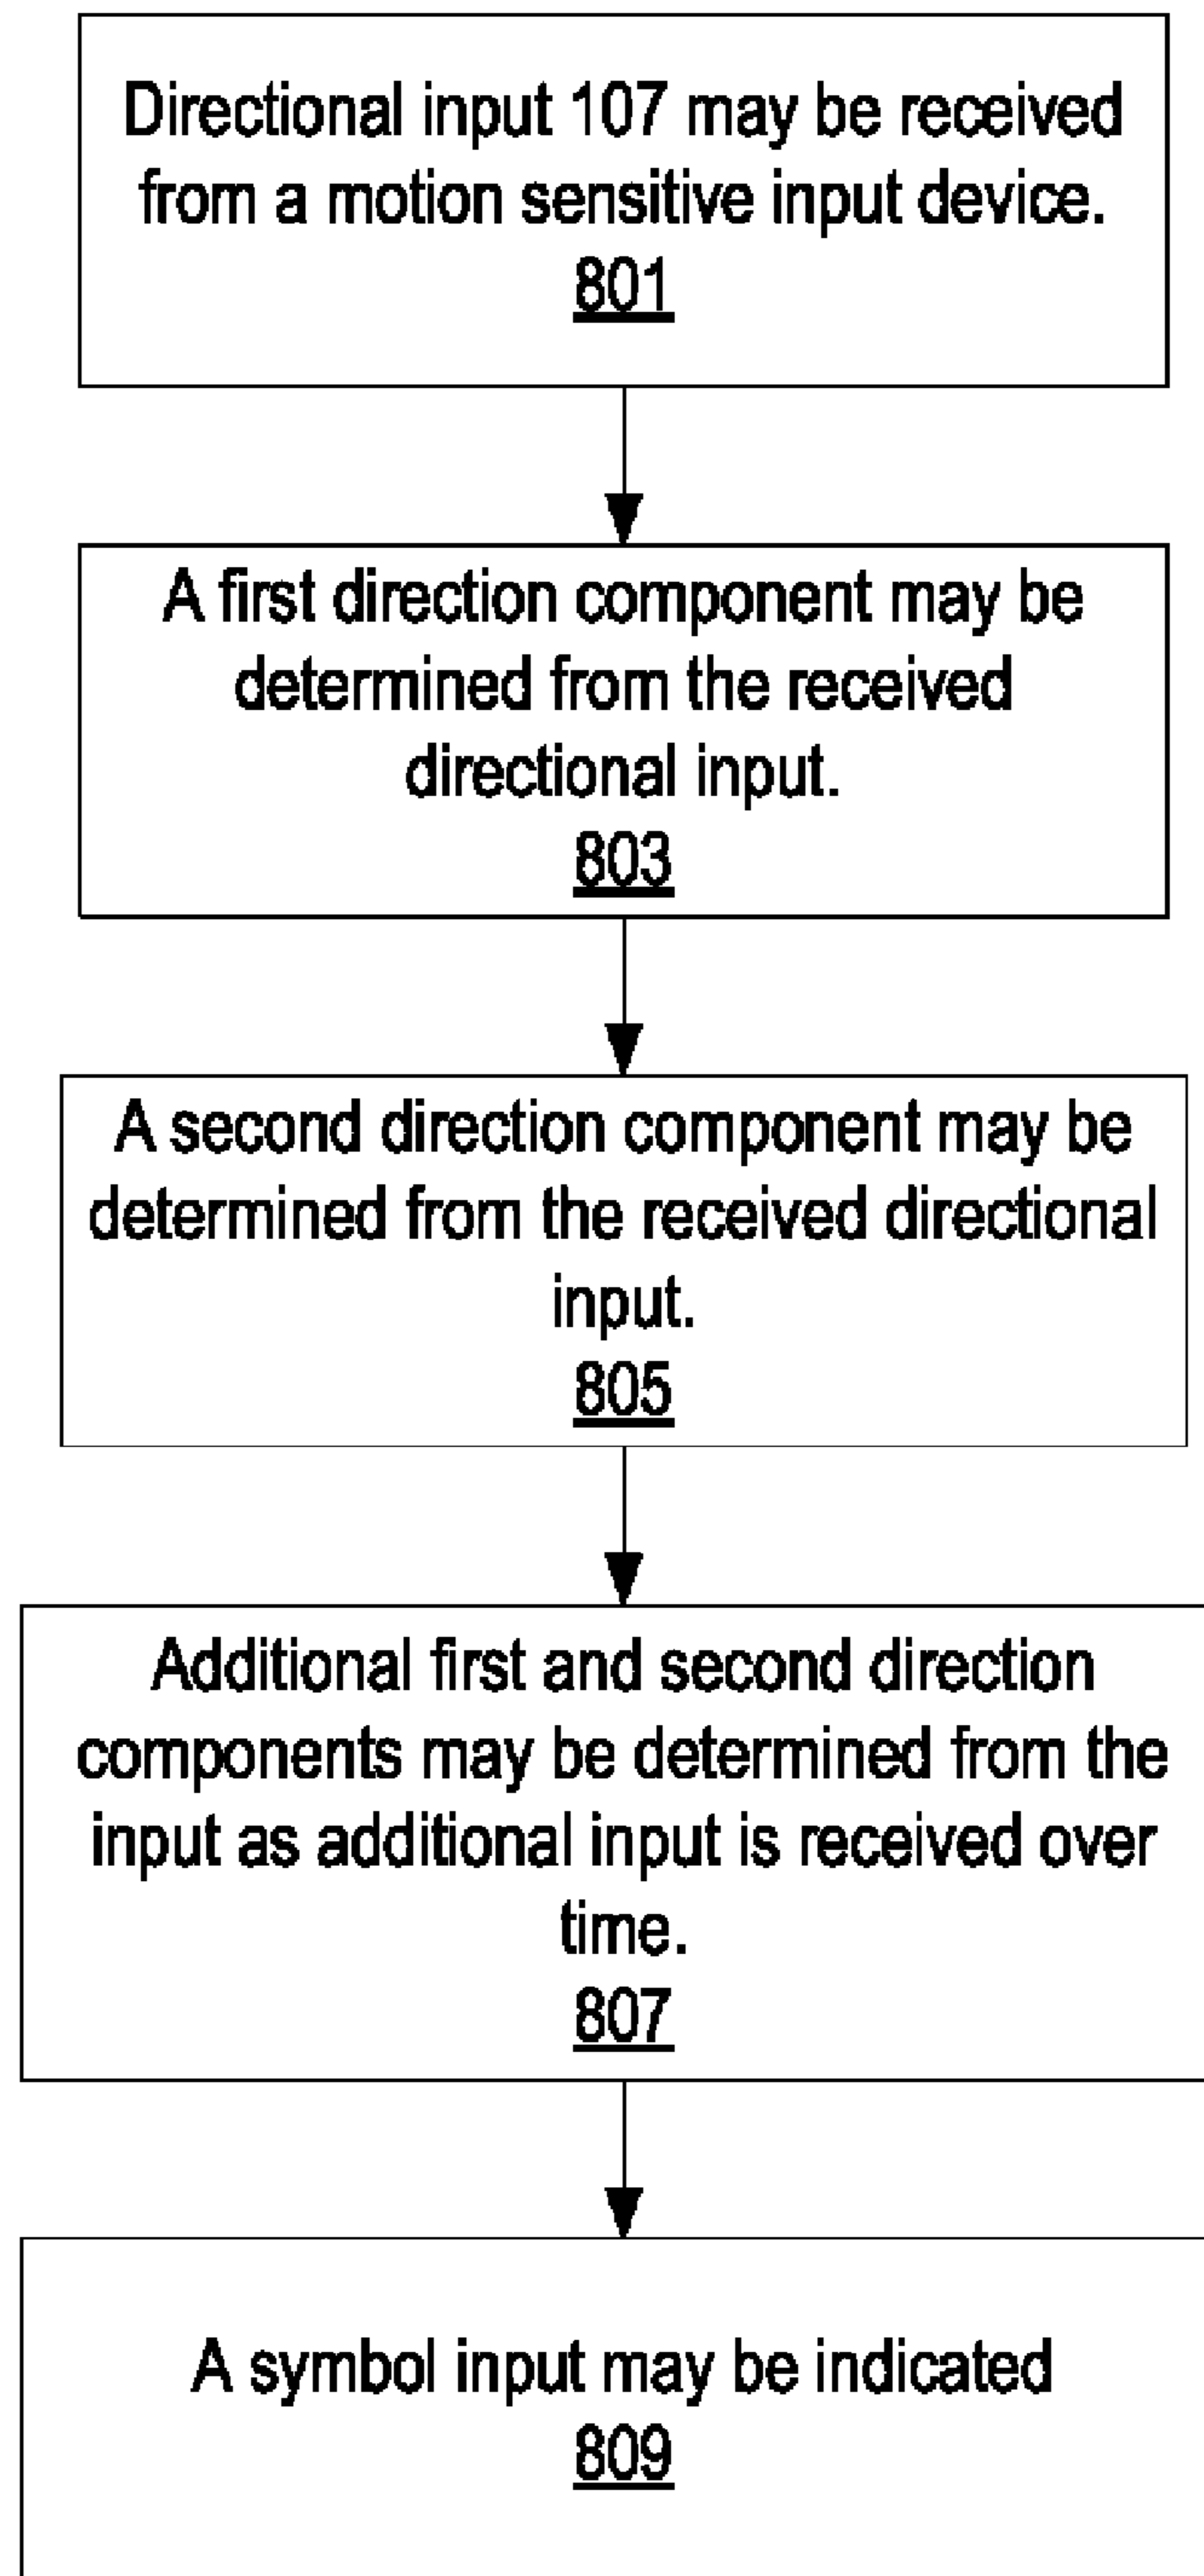 Directional input 107 may be received
from a motion sensitive input device.
801
A first direction component may be
determined from the received
directional input.
803
A second direction component may be
determined from the received directional
input.
805
Additional first and second direction
components may be determined from the
input as additional input is received over
time.
807
A symbol input may be indicated
809